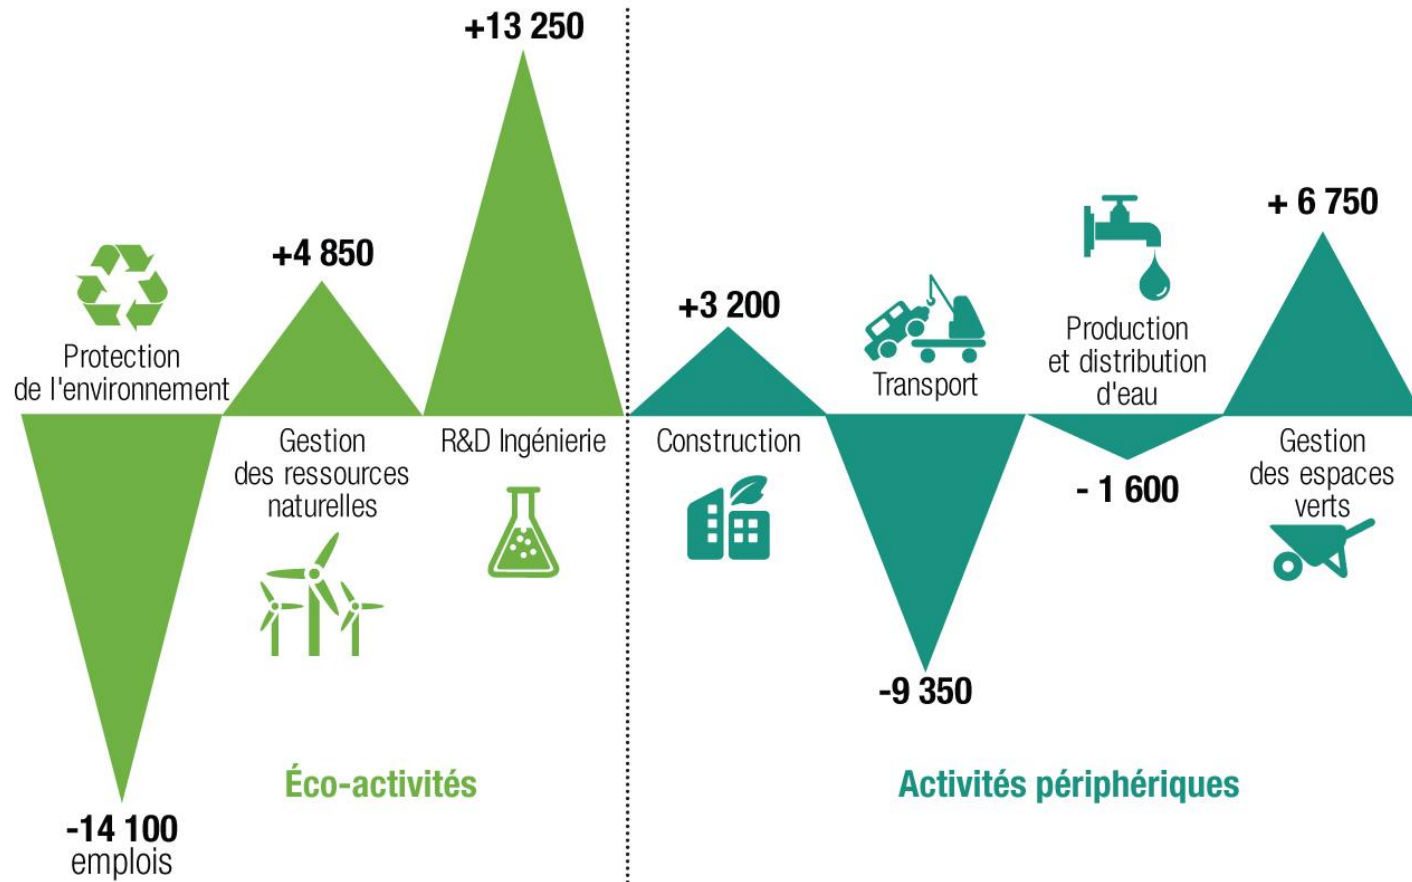 +13 250
+4 850
Protection
de l'environnement
Gestion
des ressources
naturelles
R&D Ingénierie
-14 100
emplois
Éco-activités
+3 200
Construction
Transport
-9 350
Production
et distribution
d'eau
- 1 600
+ 6 750
Gestion
des espaces
verts
Activités périphériques